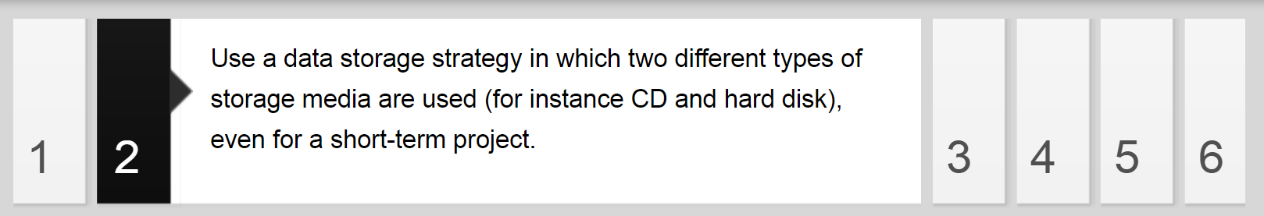 1
2
Use a data storage strategy in which two different types of
storage media are used (for instance CD and hard disk),
even for a short-term project.
3
4
5
6